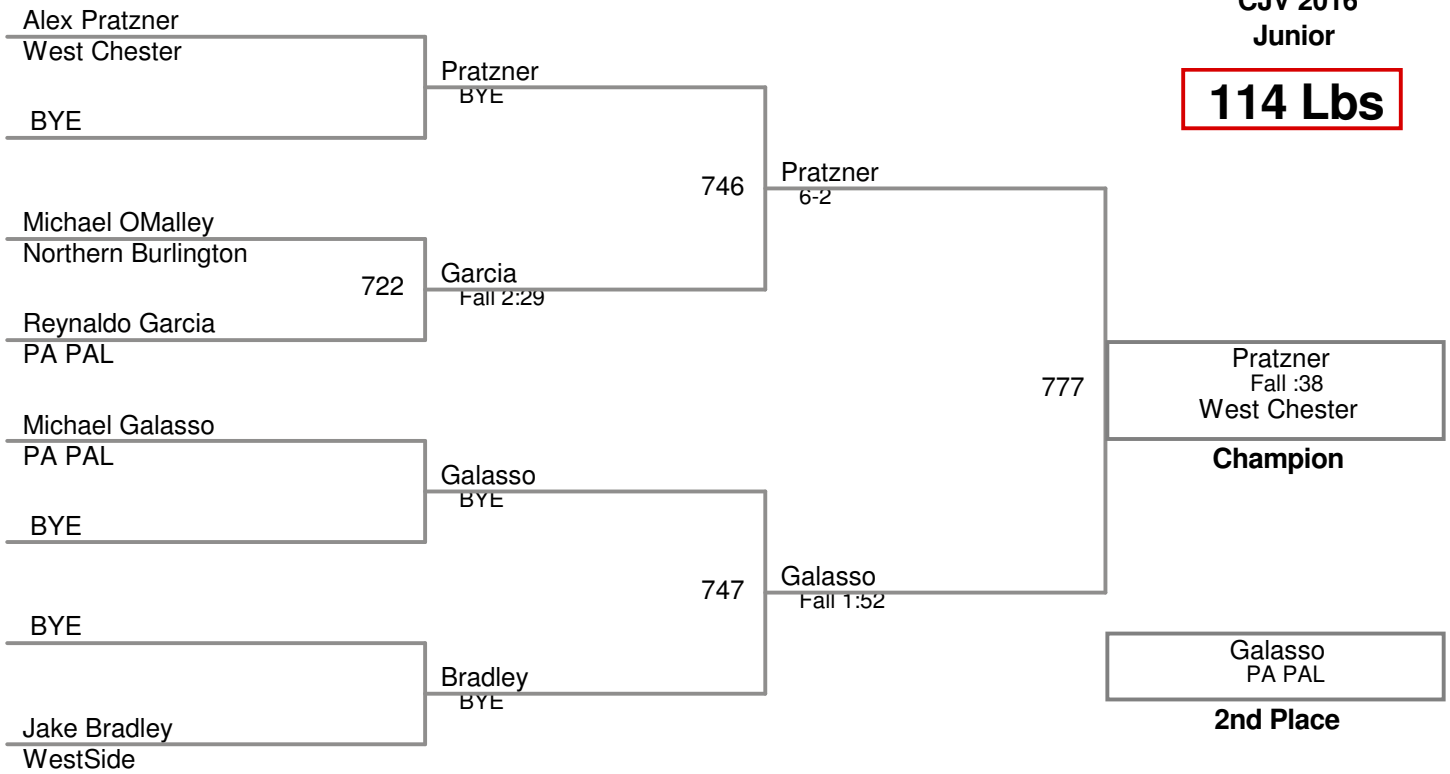 CJV 2016
Junior
114 Lbs
Alex Pratzner
West Chester
BYE
Pratzner
BYE
Michael OMalley
Northern Burlington
722
Reynaldo Garcia
PA PAL
Garcia
Fall 2:29
746
Pratzner
6-2
Michael Galasso
PA PAL
BYE
Galasso
BYE
BYE
Jake Bradley
WestSide
Bradley
BYE
747
Galasso
Fall 1:52
777
Pratzner
Fall :38
West Chester
Champion
Galasso
PA PAL
2nd Place